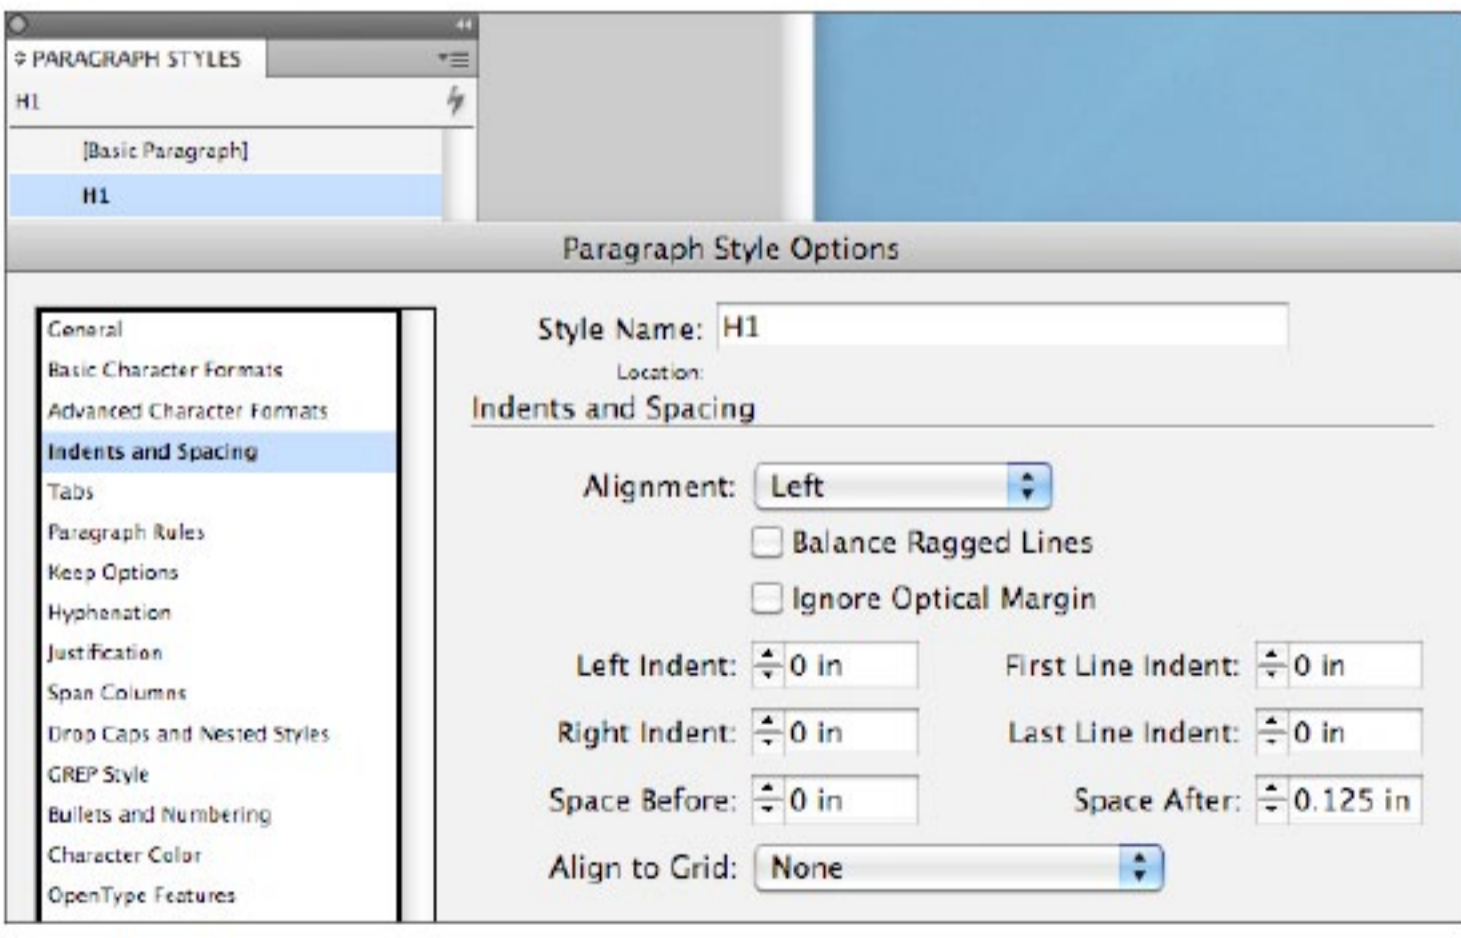 PARAGRAPH STYLES
H1
[Basic Paragraph]
H1
Paragraph Style Options
General
Basic Character Formats
Advanced Character Formats
Indents and Spacing
Tabs
Paragraph Rules
Keep Options
Hyphenation
Justification
Span Columns
Drop Caps and Nested Styles
GREP Style
Bullets and Numbering
Character Color
OpenType Features
Style Name: H1
Location:
Indents and Spacing
Alignment: Left
Balance Ragged Lines
Ignore Optical Margin
Left Indent: 0 in First Line Indent: 0 in
Right Indent: 0 in Last Line Indent: 0 in
Space Before: 0 in Space After: 0.125 in
Align to Grid: None